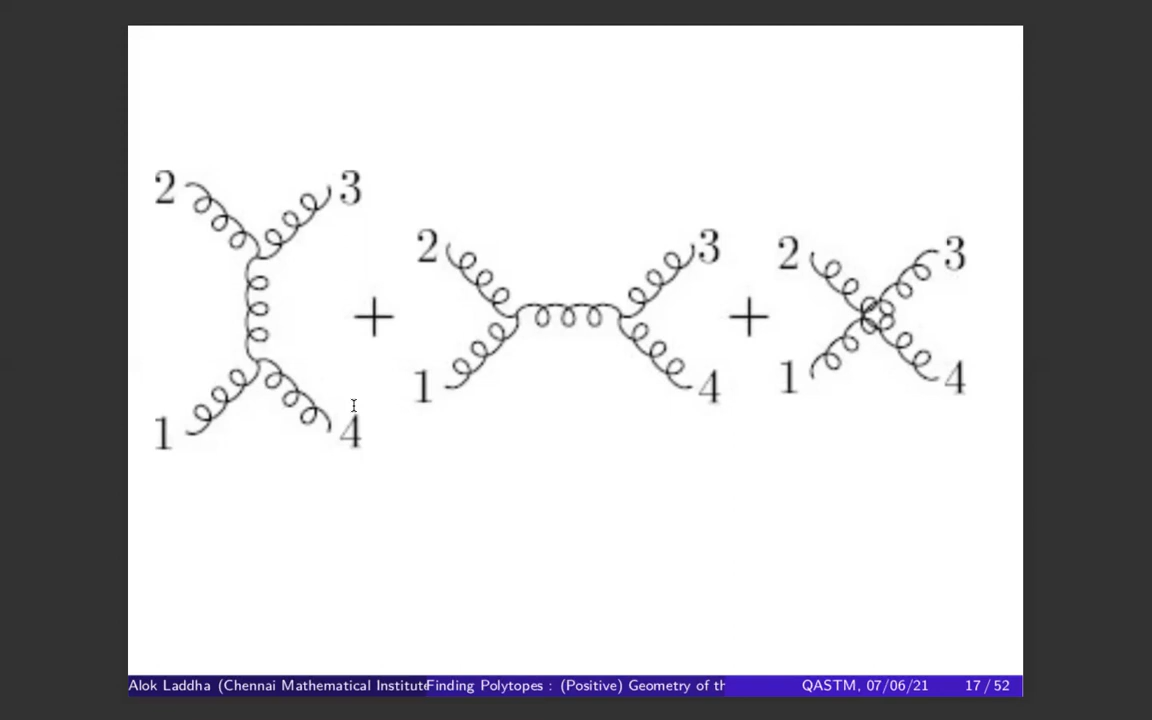 2 3
2 3 2 3
+ +
1 4 1 4
1 4
Alok Laddha (Chennai Mathematical Institute Finding Polytopes : (Positive) Geometry of th QASTM, 07/06/21 17 / 52